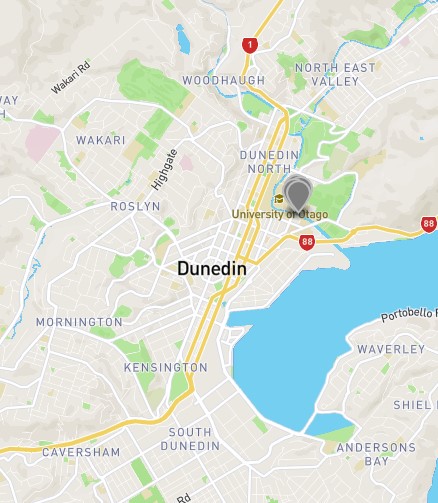 1
NORTH EAST
VALLEY
WOODHAUGH
Wakari Rd
WAY
H
WAKARI
Highgate
DUNEDIN
NORTH
ROSLYN
University of Otago
88
88
Dunedin
Portobello R
MORNINGTON
WAVERLEY
KENSINGTON
SHIEL
SOUTH
DUNEDIN
ANDERSONS
BAY
CAVERSHAM
Rd